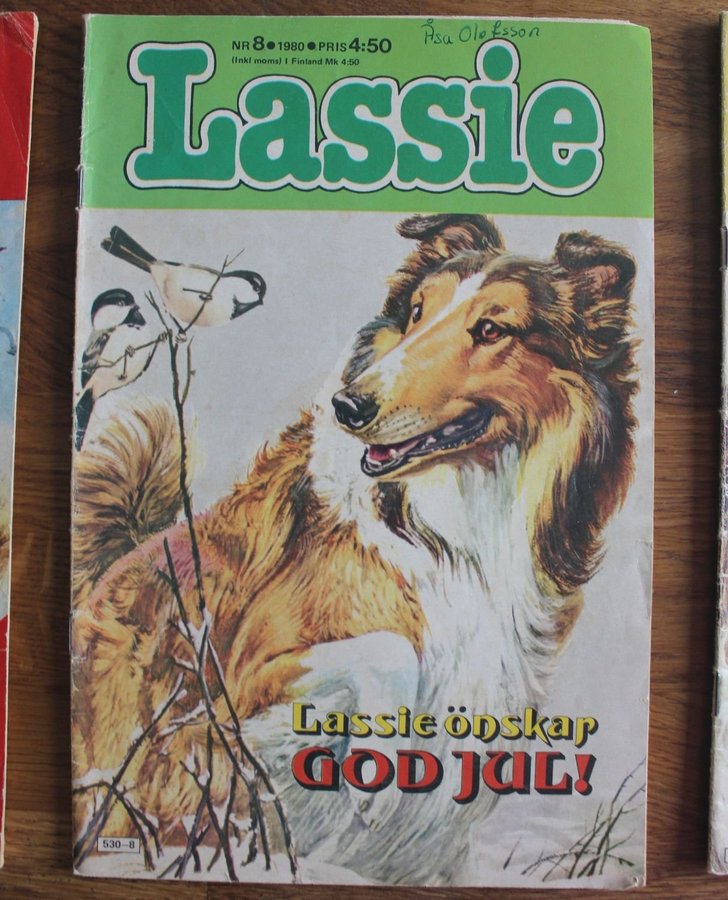 Åsa Olofsson
NR 8 • 1980 • PRIS 4:50
(Inkl moms) I Finland Mk 4:50
Lassie
Lassie önskar
GOD JUL!
530–8